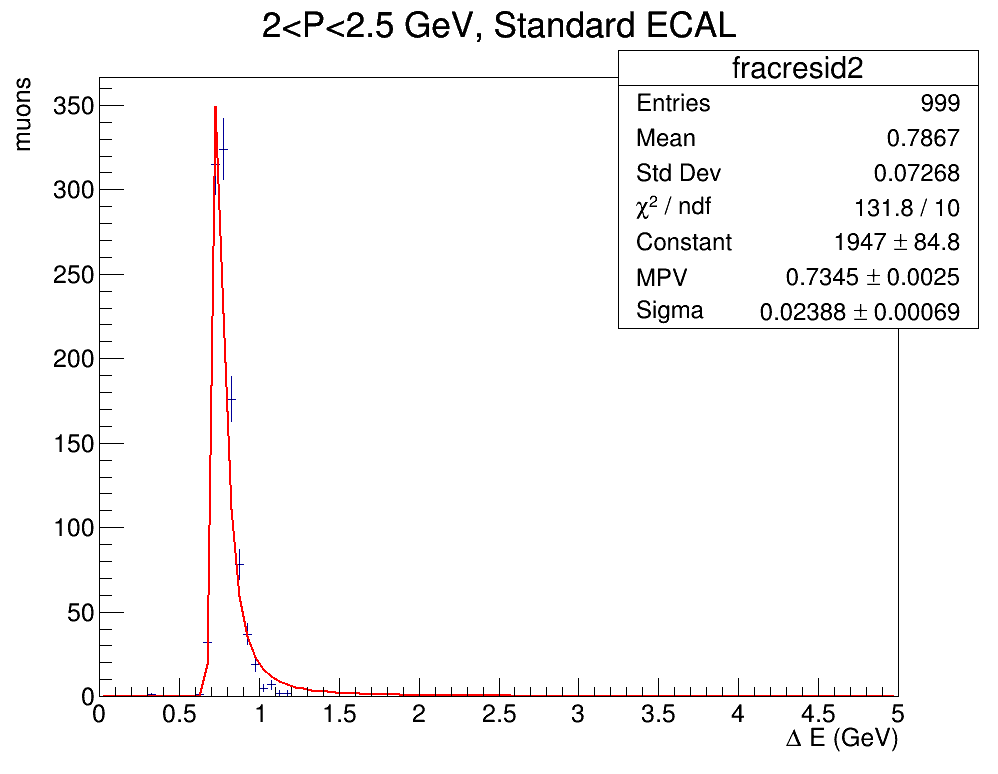 2<P<2.5 GeV, Standard ECAL
fracresid2
Entries 999
Mean 0.7867
Std Dev 0.07268
χ² / ndf 131.8 / 10
Constant 1947 ± 84.8
MPV 0.7345 ± 0.0025
Sigma 0.02388 ± 0.00069
muons
350
300
250
200
150
100
50
0
0 0.5 1 1.5 2 2.5 3 3.5 4 4.5 5
Δ E (GeV)